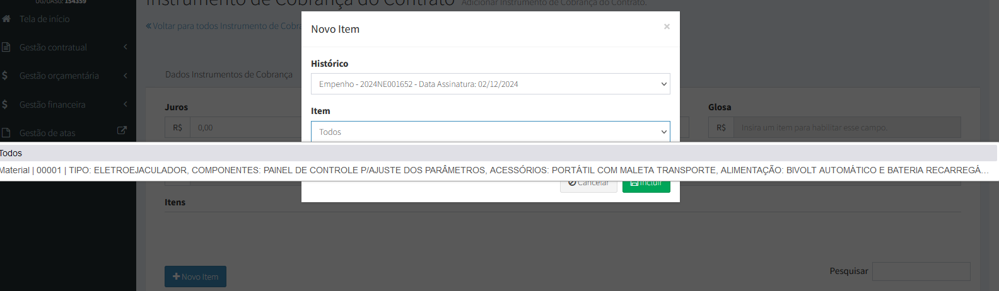 UG/UASG: 154359
Instrumento de Cobrança do Contrato Adicionar Instrumento de Cobrança do Contrato.
Tela de início
« Voltar para todos Instrumento de Cobra
Novo Item
×
Gestão contratual
Histórico
Gestão orçamentária
Dados Instrumentos de Cobrança
Empenho - 2024NE001652 - Data Assinatura: 02/12/2024
Gestão financeira
Juros
Item
Glosa
Gestão de atas
R$ 0,00
Todos
R$ Insira um item para habilitar esse campo.
Todos
Material | 00001 | TIPO: ELETROEJACULADOR, COMPONENTES: PAINEL DE CONTROLE P/AJUSTE DOS PARÂMETROS, ACESSÓRIOS: PORTÁTIL COM MALETA TRANSPORTE, ALIMENTAÇÃO: BIVOLT AUTOMÁTICO E BATERIA RECARREGÁ...
Cancelar
Incluir
Itens
Pesquisar
+ Novo Item